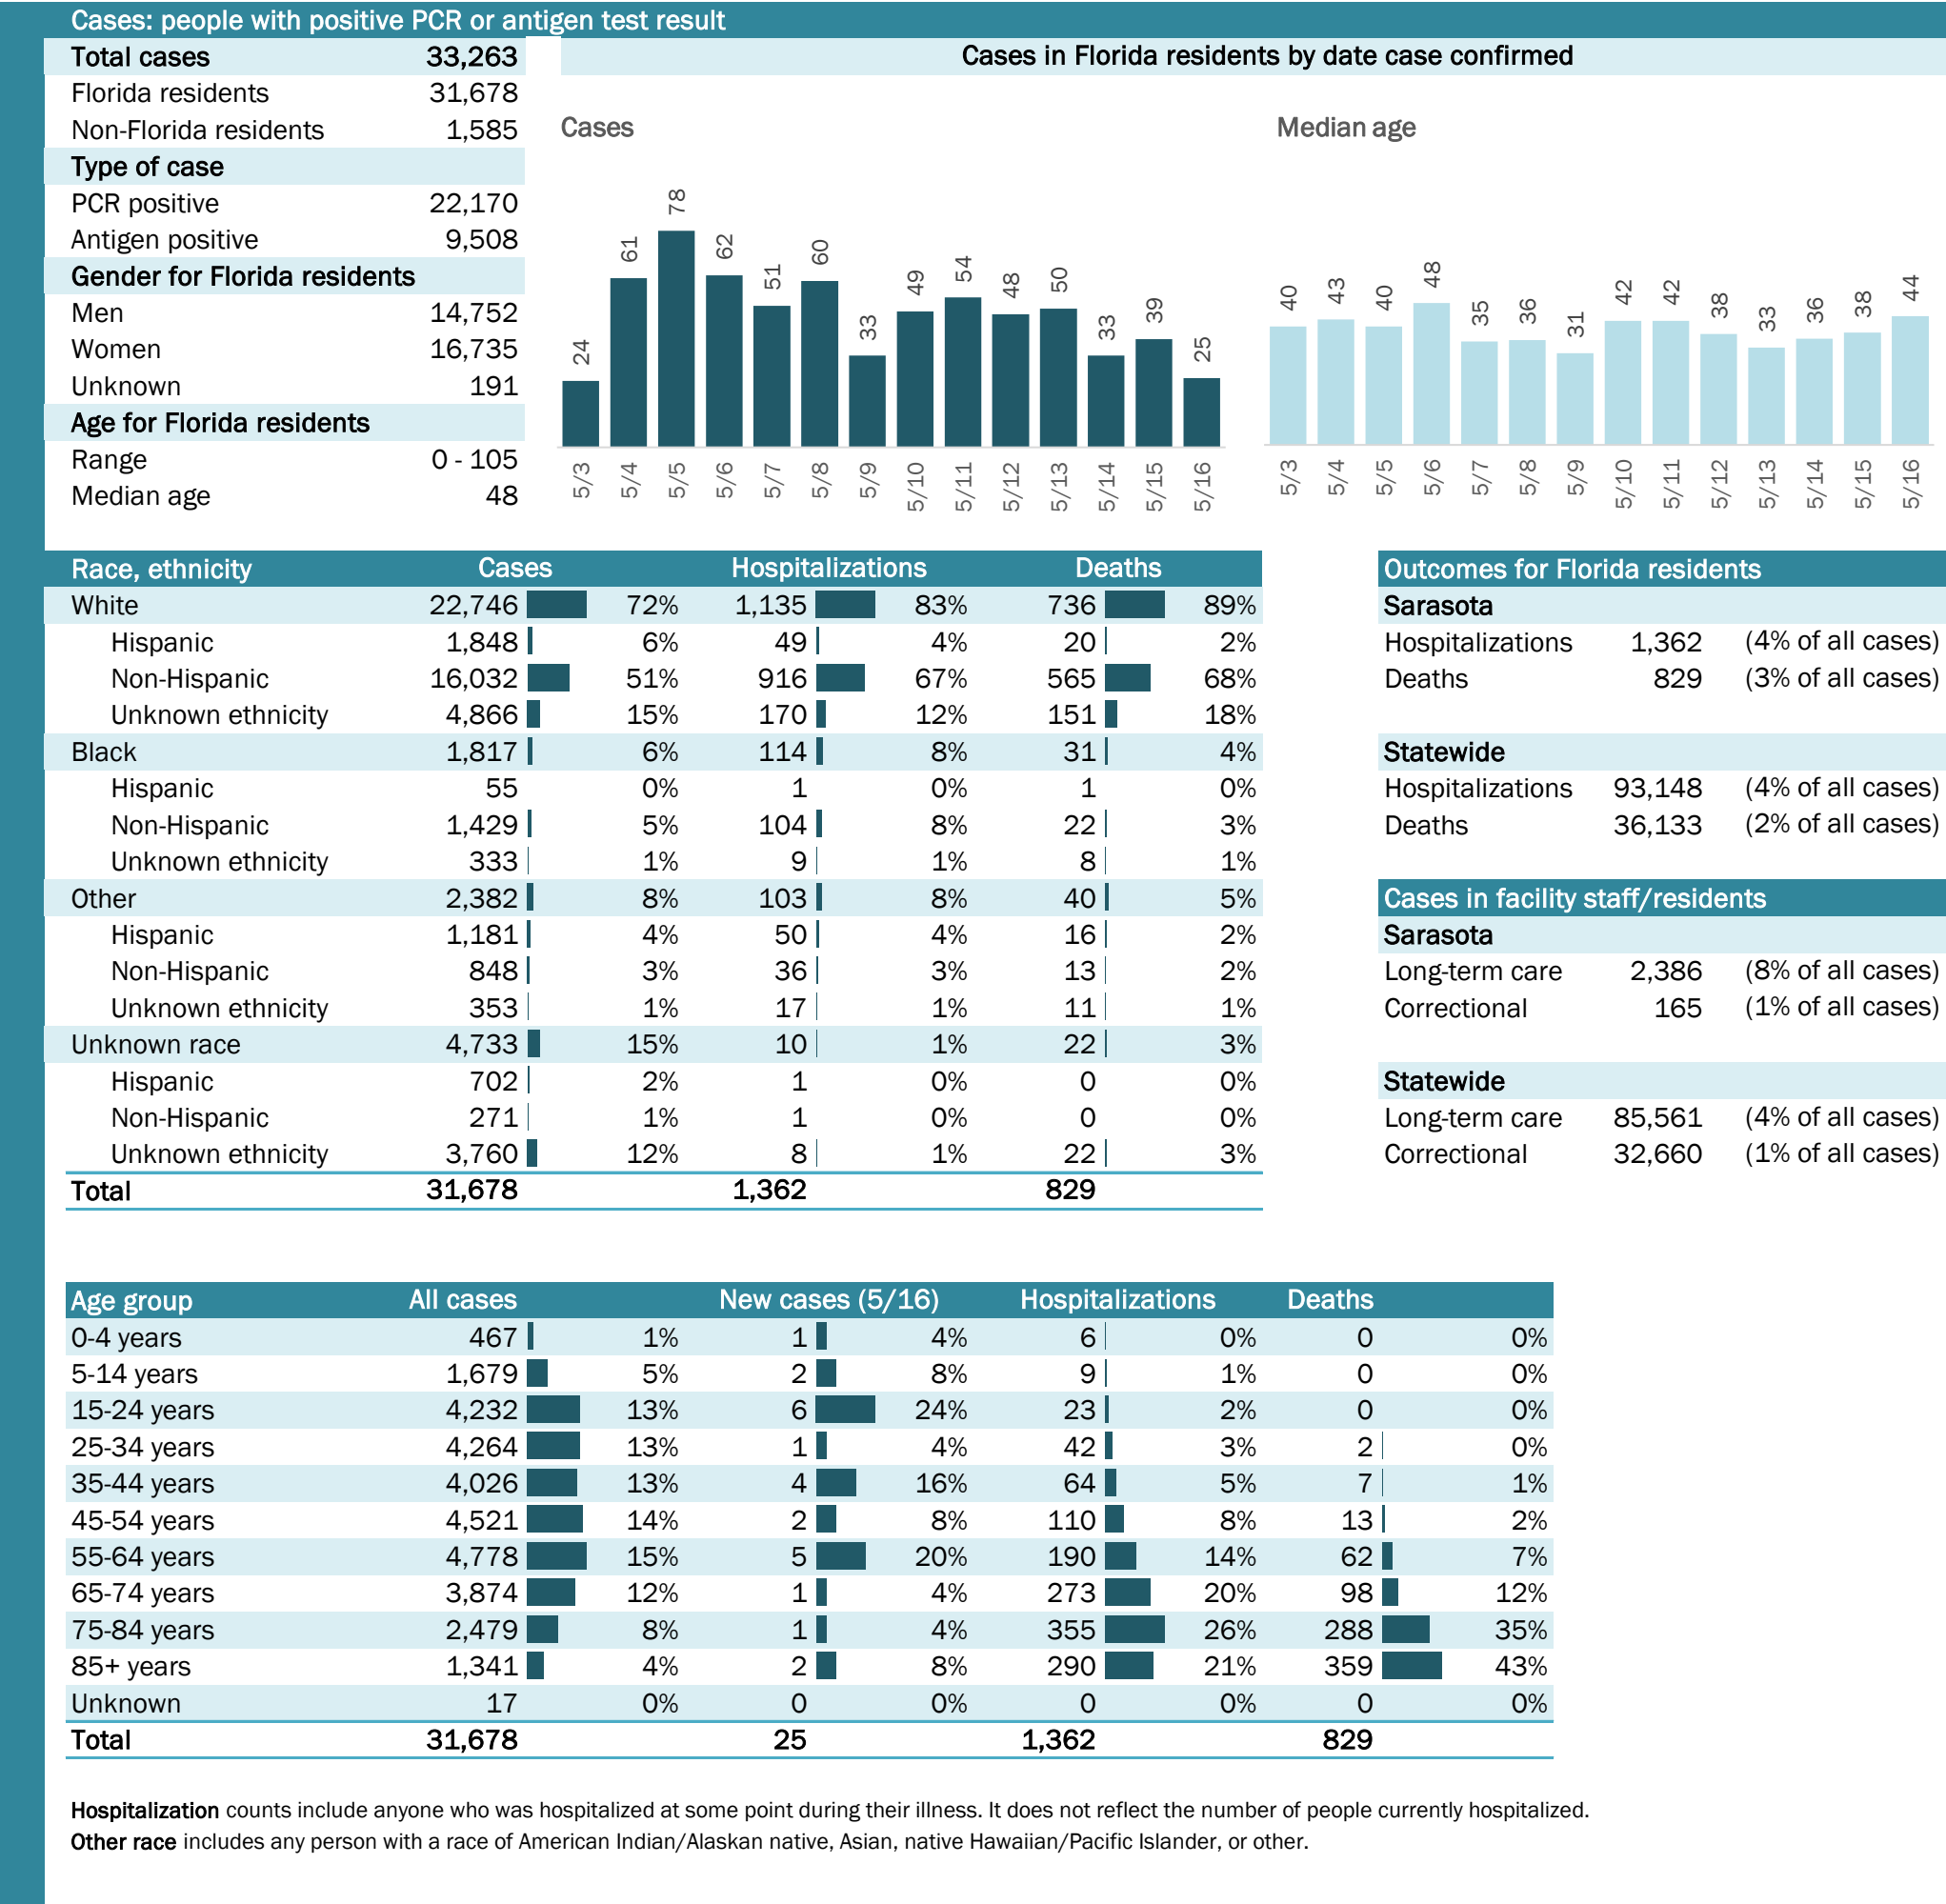 Cases: people with positive PCR or antigen test result
Total cases 33,263
Florida residents 31,678
Non-Florida residents 1,585
Type of case
PCR positive 22,170
Antigen positive 9,508
Gender for Florida residents
Men 14,752
Women 16,735
Unknown 191
Age for Florida residents
Range 0 - 105
Median age 48
Cases in Florida residents by date case confirmed
Cases
24 61 78 62 51 60 33 49 54 48 50 33 39 25
5/3 5/4 5/5 5/6 5/7 5/8 5/9 5/10 5/11 5/12 5/13 5/14 5/15 5/16
Median age
40 43 40 48 35 36 31 42 42 38 33 36 38 44
5/3 5/4 5/5 5/6 5/7 5/8 5/9 5/10 5/11 5/12 5/13 5/14 5/15 5/16
Race, ethnicity Cases Hospitalizations Deaths
White 22,746 72% 1,135 83% 736 89%
Hispanic 1,848 6% 49 4% 20 2%
Non-Hispanic 16,032 51% 916 67% 565 68%
Unknown ethnicity 4,866 15% 170 12% 151 18%
Black 1,817 6% 114 8% 31 4%
Hispanic 55 0% 1 0% 1 0%
Non-Hispanic 1,429 5% 104 8% 22 3%
Unknown ethnicity 333 1% 9 1% 8 1%
Other 2,382 8% 103 8% 40 5%
Hispanic 1,181 4% 50 4% 16 2%
Non-Hispanic 848 3% 36 3% 13 2%
Unknown ethnicity 353 1% 17 1% 11 1%
Unknown race 4,733 15% 10 1% 22 3%
Hispanic 702 2% 1 0% 0 0%
Non-Hispanic 271 1% 1 0% 0 0%
Unknown ethnicity 3,760 12% 8 1% 22 3%
Total 31,678 1,362 829
Outcomes for Florida residents
Sarasota
Hospitalizations 1,362 (4% of all cases)
Deaths 829 (3% of all cases)
Statewide
Hospitalizations 93,148 (4% of all cases)
Deaths 36,133 (2% of all cases)
Cases in facility staff/residents
Sarasota
Long-term care 2,386 (8% of all cases)
Correctional 165 (1% of all cases)
Statewide
Long-term care 85,561 (4% of all cases)
Correctional 32,660 (1% of all cases)
Age group All cases New cases (5/16) Hospitalizations Deaths
0-4 years 467 1% 1 4% 6 0% 0 0%
5-14 years 1,679 5% 2 8% 9 1% 0 0%
15-24 years 4,232 13% 6 24% 23 2% 0 0%
25-34 years 4,264 13% 1 4% 42 3% 2 0%
35-44 years 4,026 13% 4 16% 64 5% 7 1%
45-54 years 4,521 14% 2 8% 110 8% 13 2%
55-64 years 4,778 15% 5 20% 190 14% 62 7%
65-74 years 3,874 12% 1 4% 273 20% 98 12%
75-84 years 2,479 8% 1 4% 355 26% 288 35%
85+ years 1,341 4% 2 8% 290 21% 359 43%
Unknown 17 0% 0 0% 0 0% 0 0%
Total 31,678 25 1,362 829
Hospitalization counts include anyone who was hospitalized at some point during their illness. It does not reflect the number of people currently hospitalized.
Other race includes any person with a race of American Indian/Alaskan native, Asian, native Hawaiian/Pacific Islander, or other.